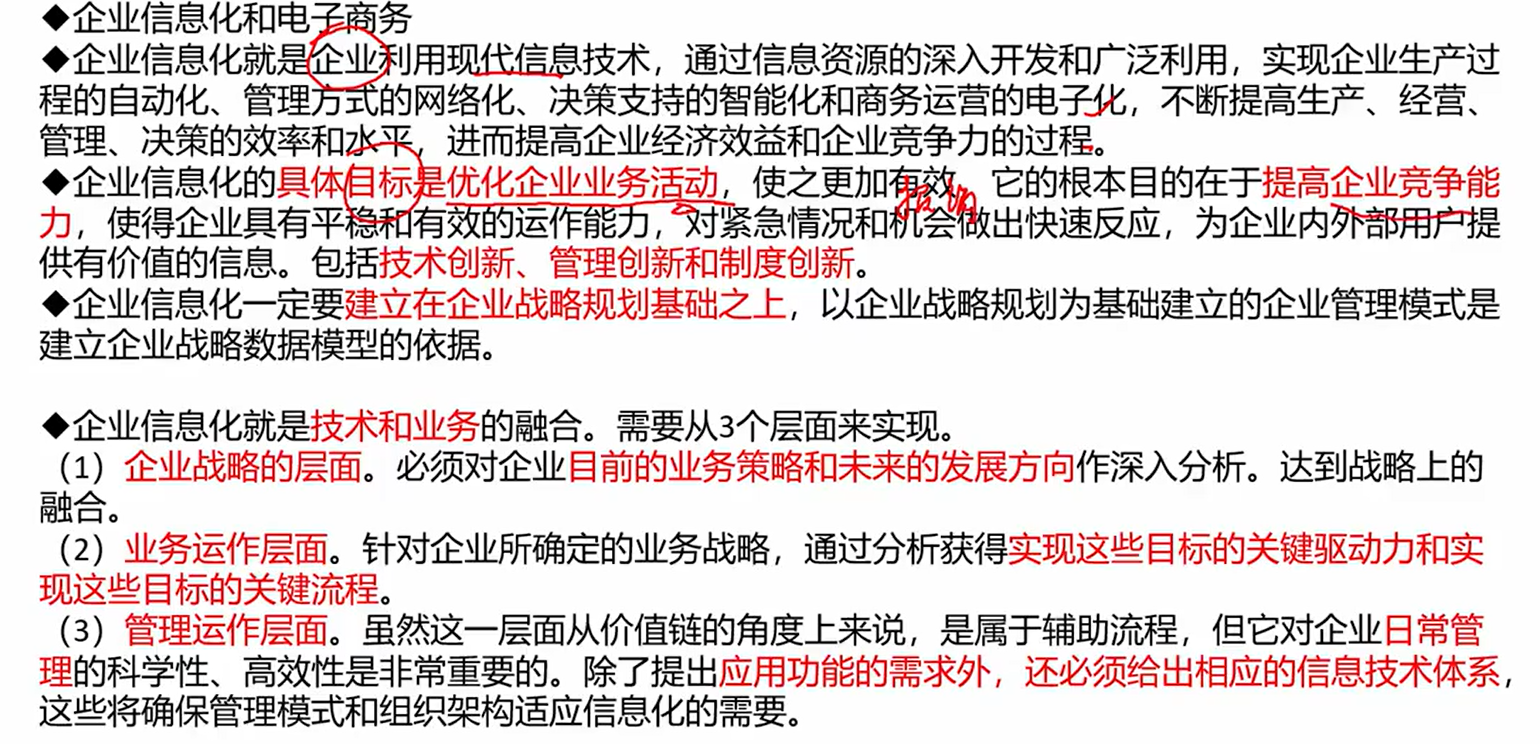 ◆企业信息化和电子商务
◆企业信息化就是企业利用现代信息技术，通过信息资源的深入开发和广泛利用，实现企业生产过
程的自动化、管理方式的网络化、决策支持的智能化和商务运营的电子化，不断提高生产、经营、
管理、决策的效率和水平，进而提高企业经济效益和企业竞争力的过程。
◆企业信息化的具体目标是优化企业业务活动，使之更加有效，它的根本目的在于提高企业竞争能
力，使得企业具有平稳和有效的运作能力，对紧急情况和机会做出快速反应，为企业内外部用户提
供有价值的信息。包括技术创新、管理创新和制度创新。
◆企业信息化一定要建立在企业战略规划基础之上，以企业战略规划为基础建立的企业管理模式是
建立企业战略数据模型的依据。
◆企业信息化就是技术和业务的融合。需要从3个层面来实现。
（1）企业战略的层面。必须对企业目前的业务策略和未来的发展方向作深入分析。达到战略上的
融合。
（2）业务运作层面。针对企业所确定的业务战略，通过分析获得实现这些目标的关键驱动力和实
现这些目标的关键流程。
（3）管理运作层面。虽然这一层面从价值链的角度上来说，是属于辅助流程，但它对企业日常管
理的科学性、高效性是非常重要的。除了提出应用功能的需求外，还必须给出相应的信息技术体系，
这些将确保管理模式和组织架构适应信息化的需要。